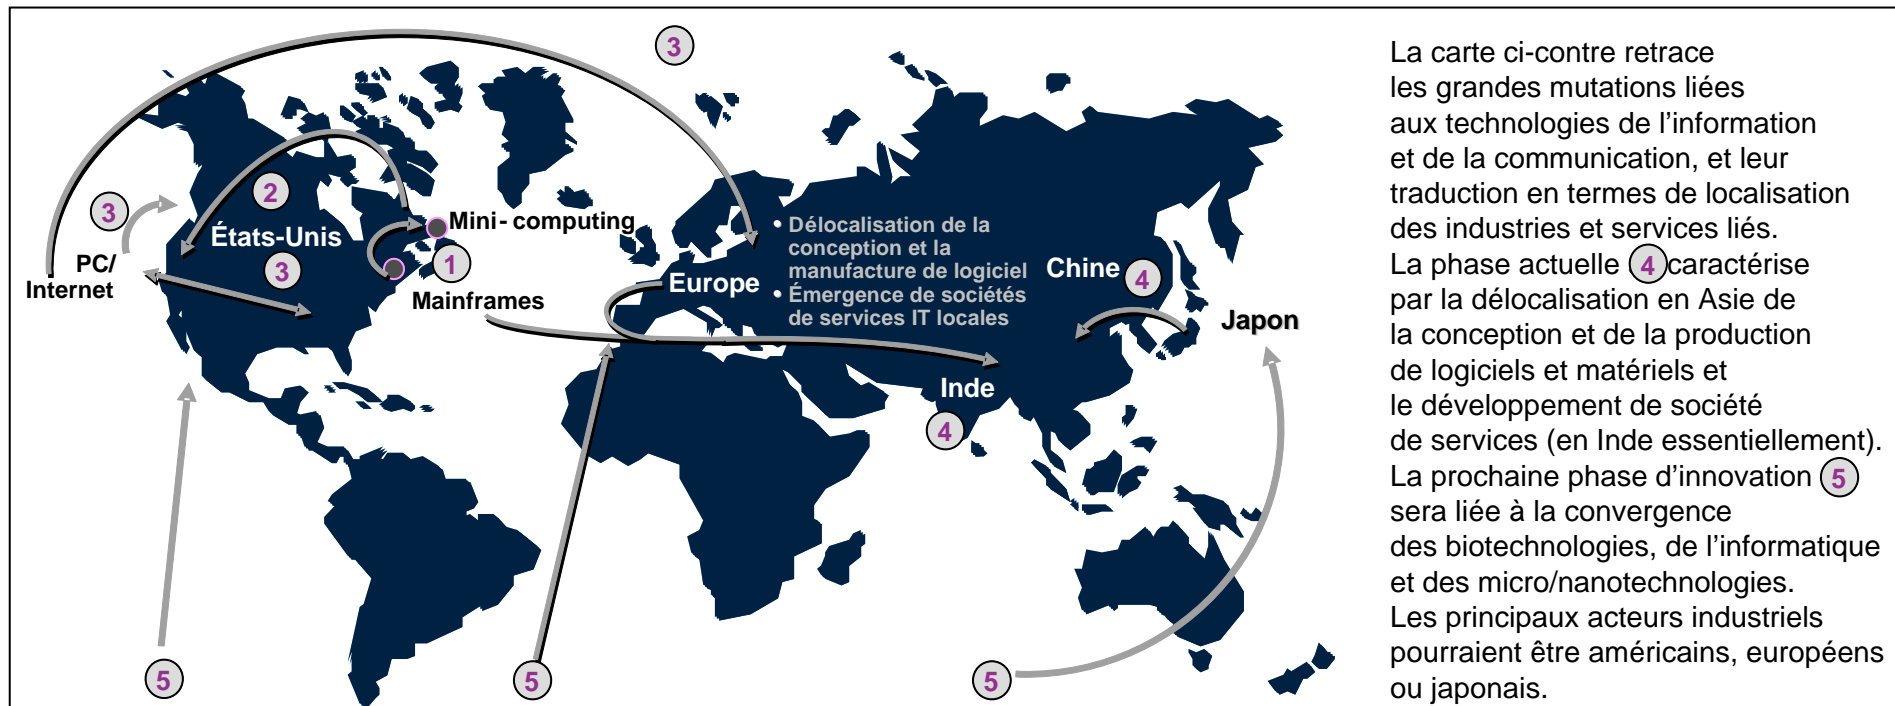 3
2
3
États-Unis
3
PC/
Internet
Mini- computing
1
Mainframes
Europe
• Délocalisation de la
conception et la
manufacture de logiciel
• Émergence de sociétés
de services IT locales
Chine
4
Japon
Inde
4
5
5
5
La carte ci-contre retrace
les grandes mutations liées
aux technologies de l’information
et de la communication, et leur
traduction en termes de localisation
des industries et services liés.
La phase actuelle 4 caractérise
par la délocalisation en Asie de
la conception et de la production
de logiciels et matériels et
le développement de société
de services (en Inde essentiellement).
La prochaine phase d’innovation 5
sera liée à la convergence
des biotechnologies, de l’informatique
et des micro/nanotechnologies.
Les principaux acteurs industriels
pourraient être américains, européens
ou japonais.